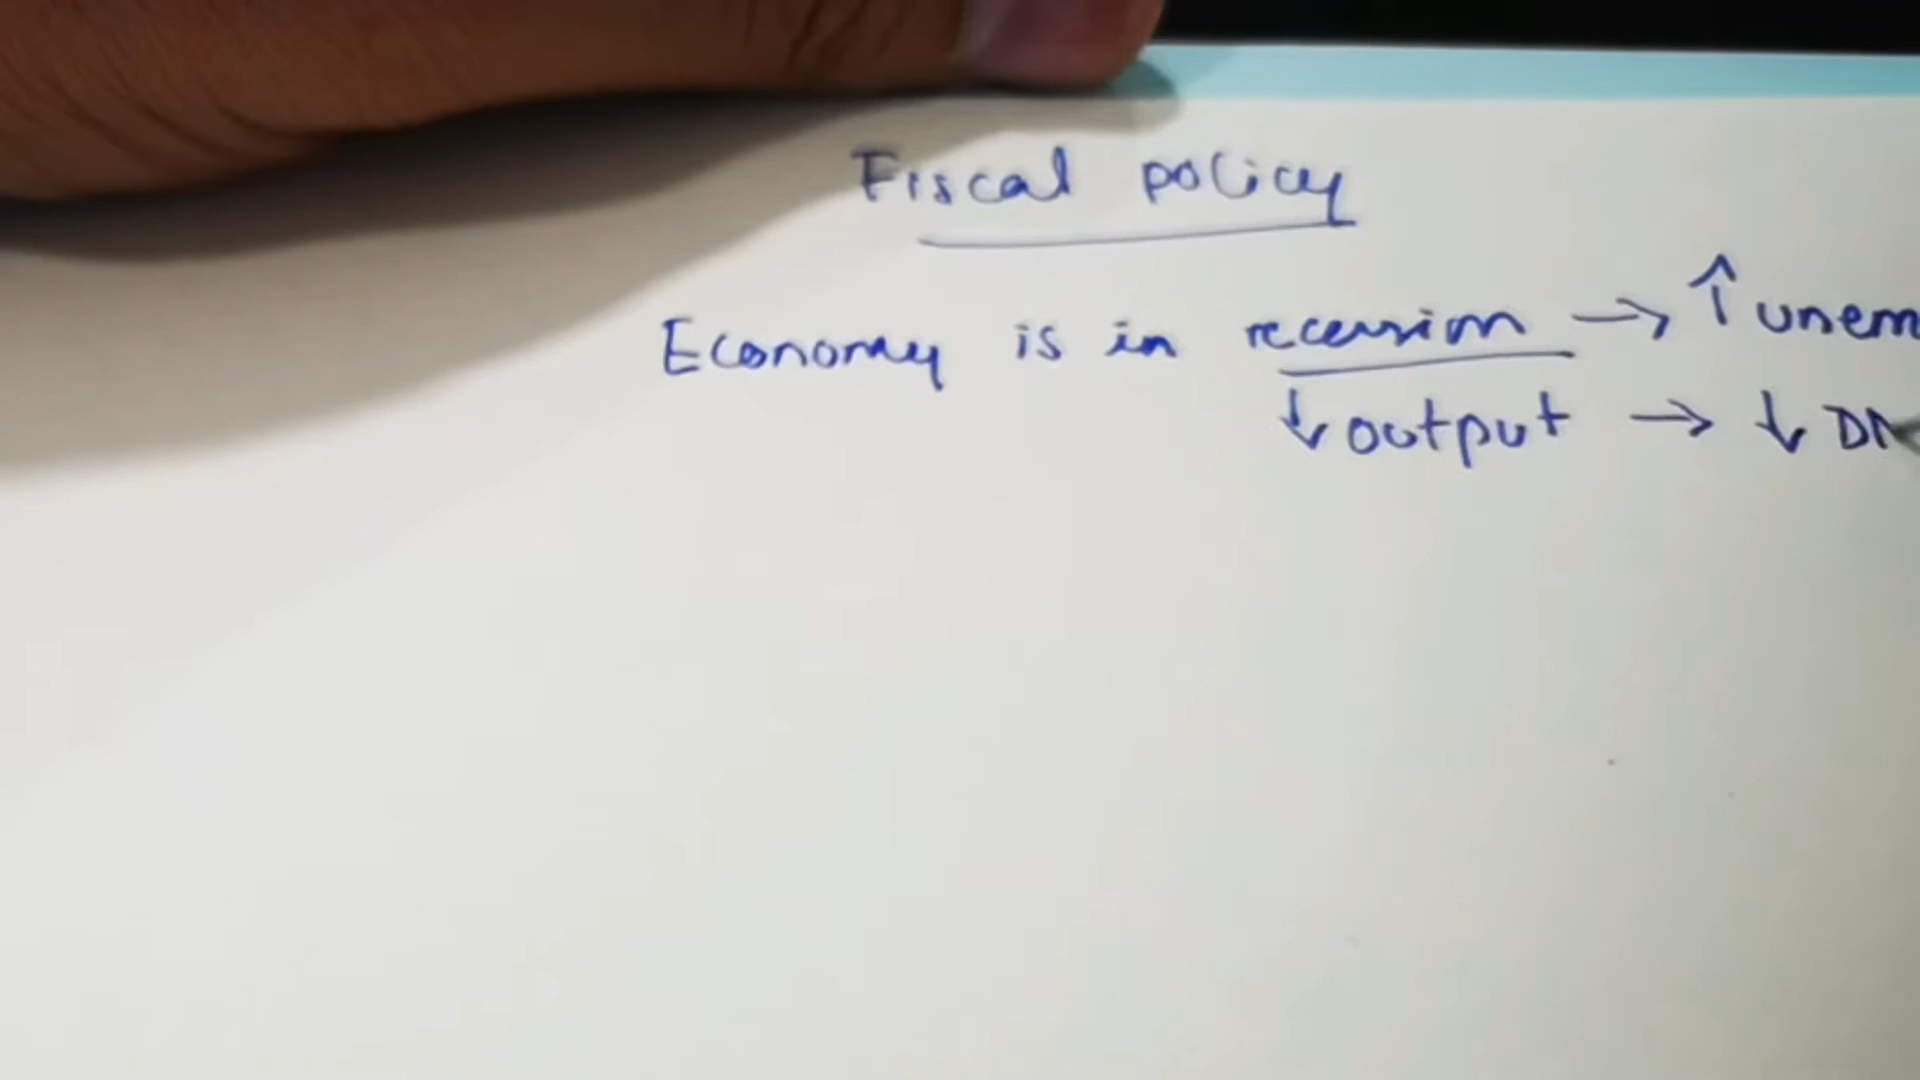 Fiscal policy
Economy is in recession → ↑ unem
↓ output → ↓